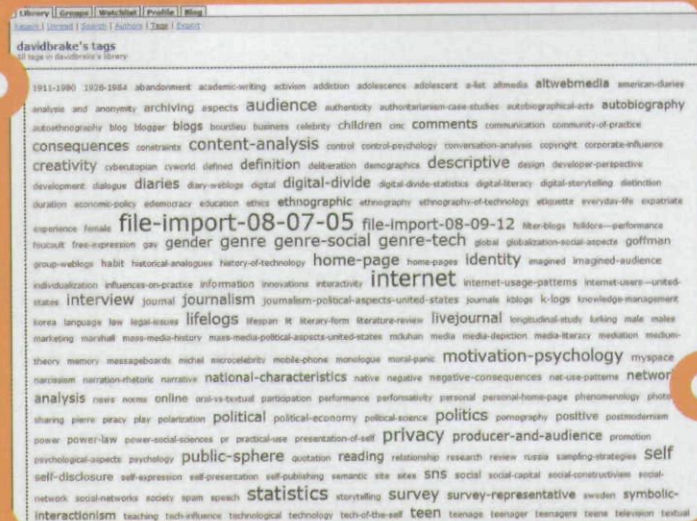 Library Groups Watchlist Profile Blog
Recent | Unread | Search | Authors | Tags | Export
davidbrake's tags
All tags in davidbrake's library
1911-1980 1926-1984 abandonment academic-writing activism addiction adolescence adolescent a-list altmedia altwebmedia american-diaries
analysis and anonymity archiving aspects audience authenticity authoritarianism-case-studies autobiographical-acts autobiography
autoethnography blog blogger blogs bourdieu business celebrity children cmc comments communication community-of-practice
consequences constraints content-analysis control control-psychology conversation-analysis copyright corporate-influence
creativity cyberutopian cyworld defined definition deliberation demographics descriptive design developer-perspective
development dialogue diaries diary-weblogs digital digital-divide digital-divide-statistics digital-literacy digital-storytelling distinction
duration economic-policy edemocracy education ethics ethnographic ethnography ethnography-of-technology etiquette everyday-life expatriate
experience female file-import-08-07-05 file-import-08-09-12 filter-blogs folklore--performance
foucault free-expression gay gender genre genre-social genre-tech global globalization-social-aspects goffman
group-weblogs habit historical-analogues history-of-technology home-page home-pages identity imagined imagined-audience
individualization influences-on-practice information innovations interactivity internet internet-usage-patterns internet-users--united-
states interview journal journalism journalism-political-aspects-united-states journals kblogs k-logs knowledge-management
korea language law legal-issues lifelogs lifespan lit literary-form literature-review livejournal longitudinal-study lurking male males
marketing marshall mass-media-history mass-media-political-aspects-united-states mcluhan media media-depiction media-literacy mediation medium-
theory memory messageboards michel microcelebrity mobile-phone monologue moral-panic motivation-psychology myspace
narcissism narration-rhetoric narrative national-characteristics native negative negative-consequences net-use-patterns networ
analysis news norms online oral-vs-textual participation performance performativity personal personal-home-page phenomenology photo
sharing pierre piracy play polarization political political-economy political-science politics pornography positive postmodernism
power power-law power-social-sciences pr practical-use presentation-of-self privacy producer-and-audience promotion
psychological-aspects psychology public-sphere quotation reading relationship research review russia sampling-strategies self
self-disclosure self-expression self-presentation self-publishing semantic site sites sns social social-capital social-constructivism social-
network social-networks society spam speech statistics storytelling survey survey-representative sweden symbolic-
interactionism teaching tech-influence technological technology tech-of-the-self teen teenage teenager teenagers teens television textual